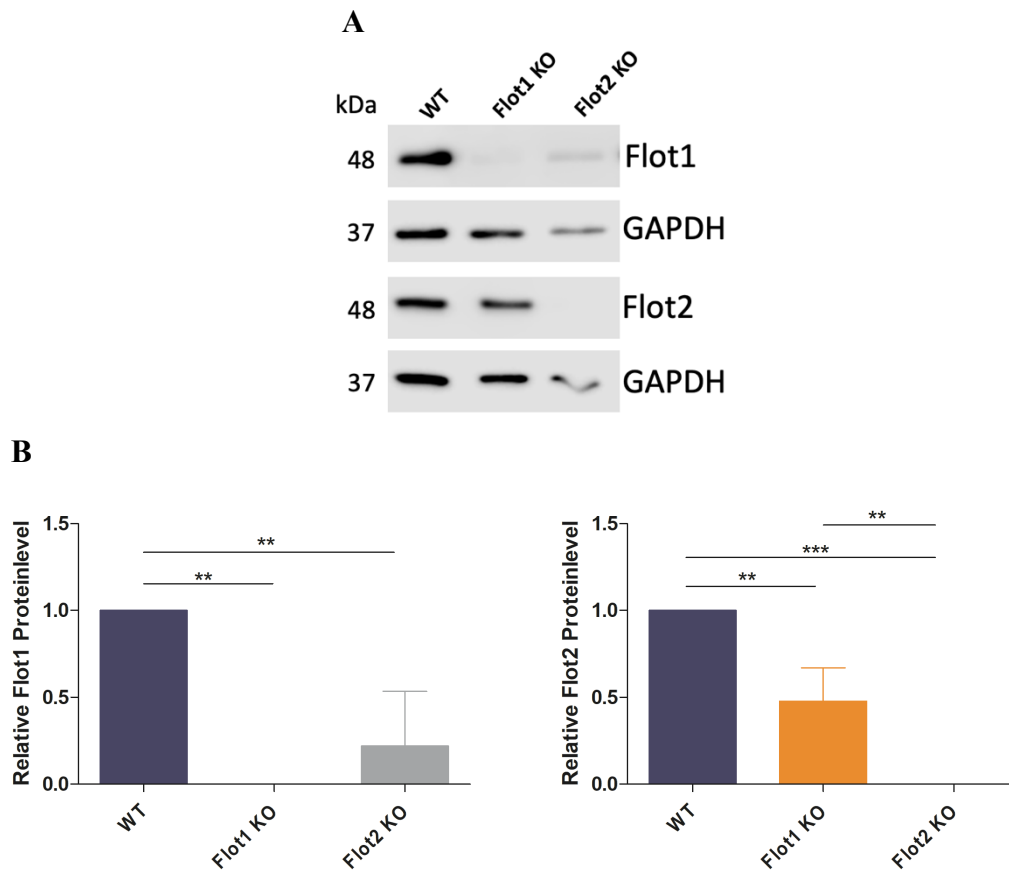 A
kDa
WT Flot1 KO Flot2 KO
48 Flot1
37 GAPDH
48 Flot2
37 GAPDH
B
Relative Flot1 Proteinlevel
1.5
1.0
0.5
0.0
**
**
WT Flot1 KO Flot2 KO
Relative Flot2 Proteinlevel
1.5
1.0
0.5
0.0
**
***
**
WT Flot1 KO Flot2 KO